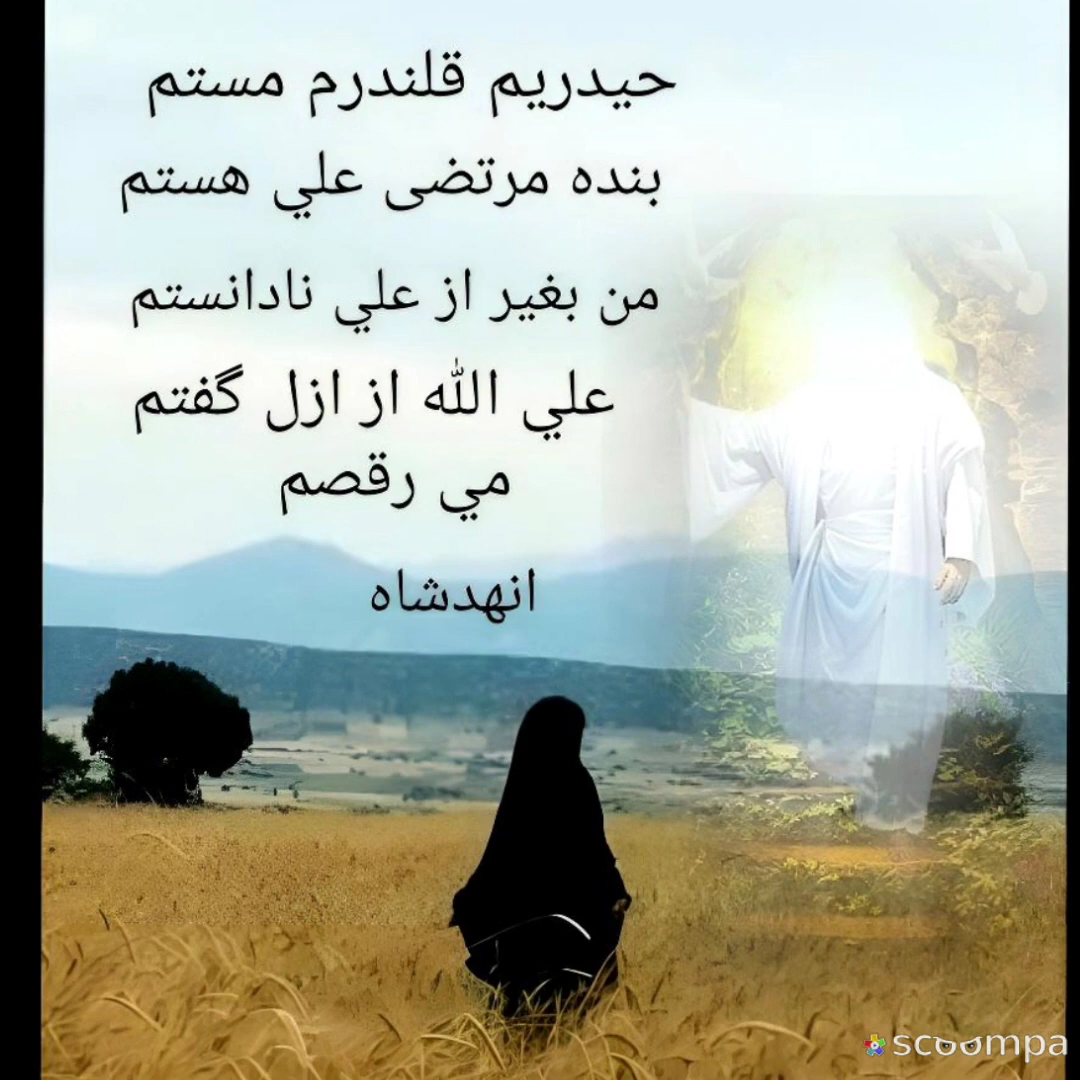 حيدريم قلندرم مستم
بنده مرتضی علي هستم
من بغير از علي نادانستم
علي الله از ازل گفتم
مي رقصم
انهدشاه
scoompa